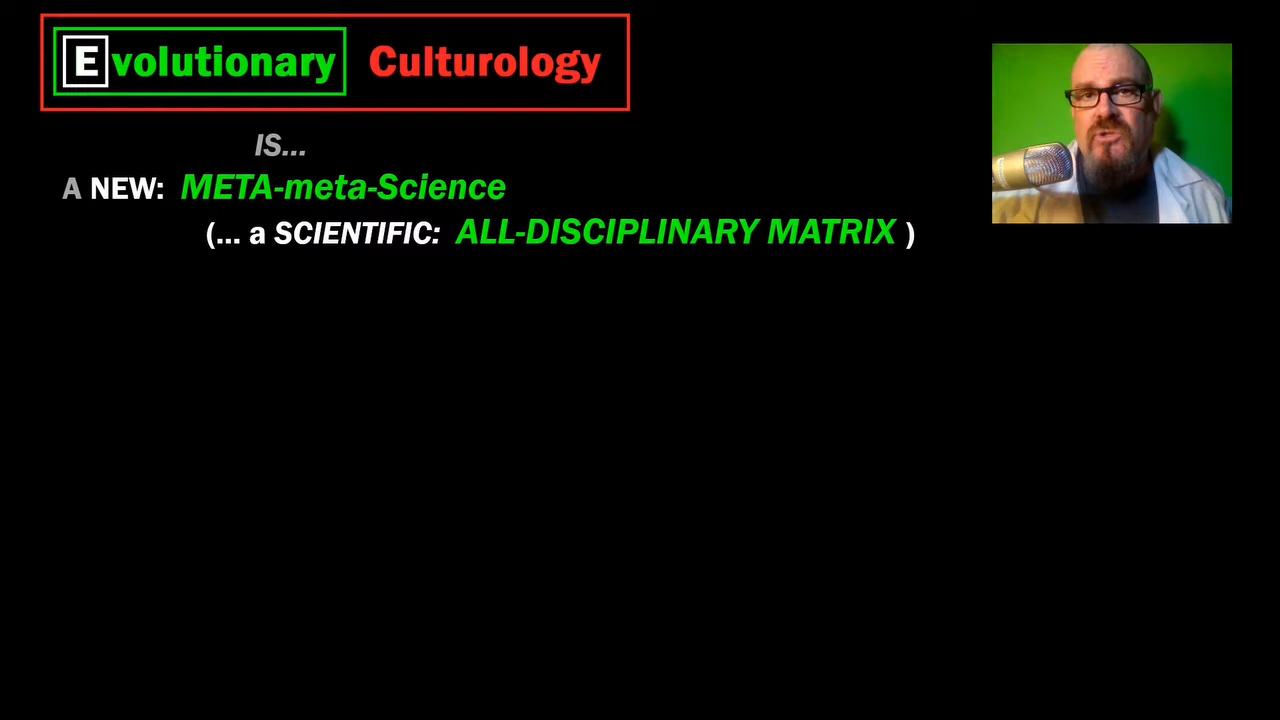 Evolutionary Culturology
IS...
A NEW: META-meta-Science
(... a SCIENTIFIC: ALL-DISCIPLINARY MATRIX )